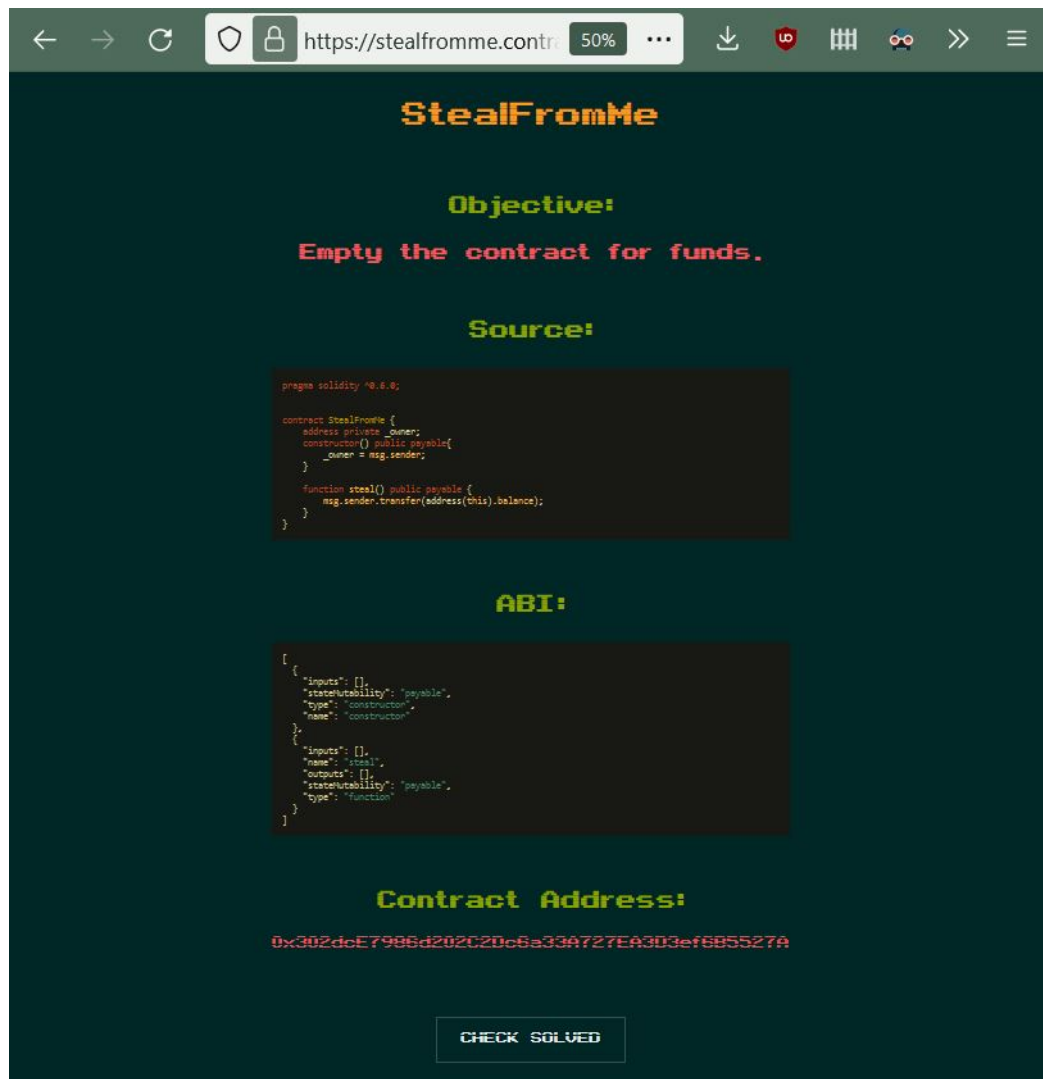 https://stealfromme.contr
50%
StealFromMe
Objective:
Empty the contract for funds.
Source:
pragma solidity ^0.6.0;
contract StealFromMe {
address private _owner;
constructor() public payable{
_owner = msg.sender;
}
function steal() public payable {
msg.sender.transfer(address(this).balance);
}
}
ABI:
[
{
"inputs": [],
"stateMutability": "payable",
"type": "constructor",
"name": "constructor"
},
{
"inputs": [],
"name": "steal",
"outputs": [],
"stateMutability": "payable",
"type": "function"
}
]
Contract Address:
CHECK SOLVED